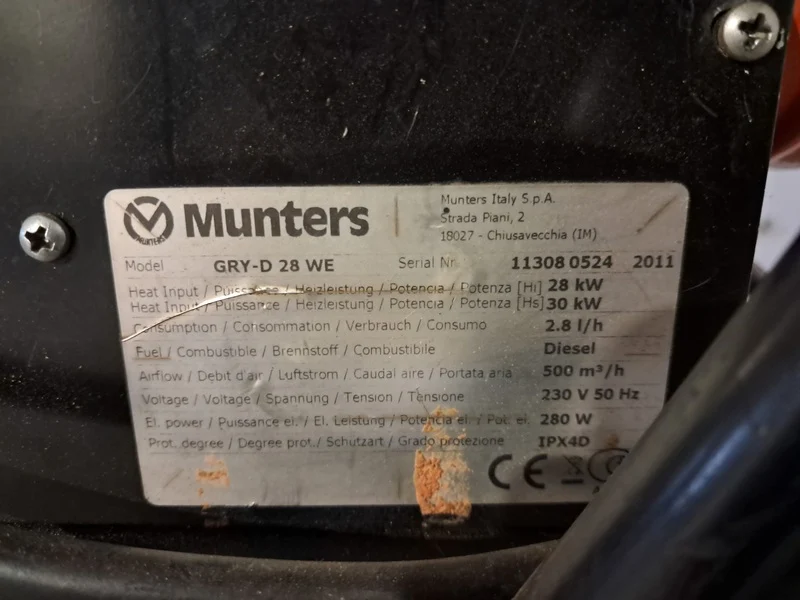 Munters
MUNTERS
Munters Italy S.p.A.
Strada Piani, 2
18027 - Chiusavecchia (IM)
Model GRY-D 28 WE Serial Nr. 11308 0524 2011
Heat Input / Puissance / Heizleistung / Potencia / Potenza [Hi] 28 kW
Heat Input / Puissance / Heizleistung / Potencia / Potenza [Hs] 30 kW
Consumption / Consommation / Verbrauch / Consumo 2.8 l/h
Fuel / Combustible / Brennstoff / Combustibile Diesel
Airflow / Debit d'air / Luftstrom / Caudal aire / Portata aria 500 m³/h
Voltage / Voltage / Spannung / Tension / Tensione 230 V 50 Hz
El. power / Puissance el. / El. Leistung / Potencia el. / Pot. el. 280 W
Prot. degree / Degree prot./ Schutzart / Grado protezione IPX4D
CE